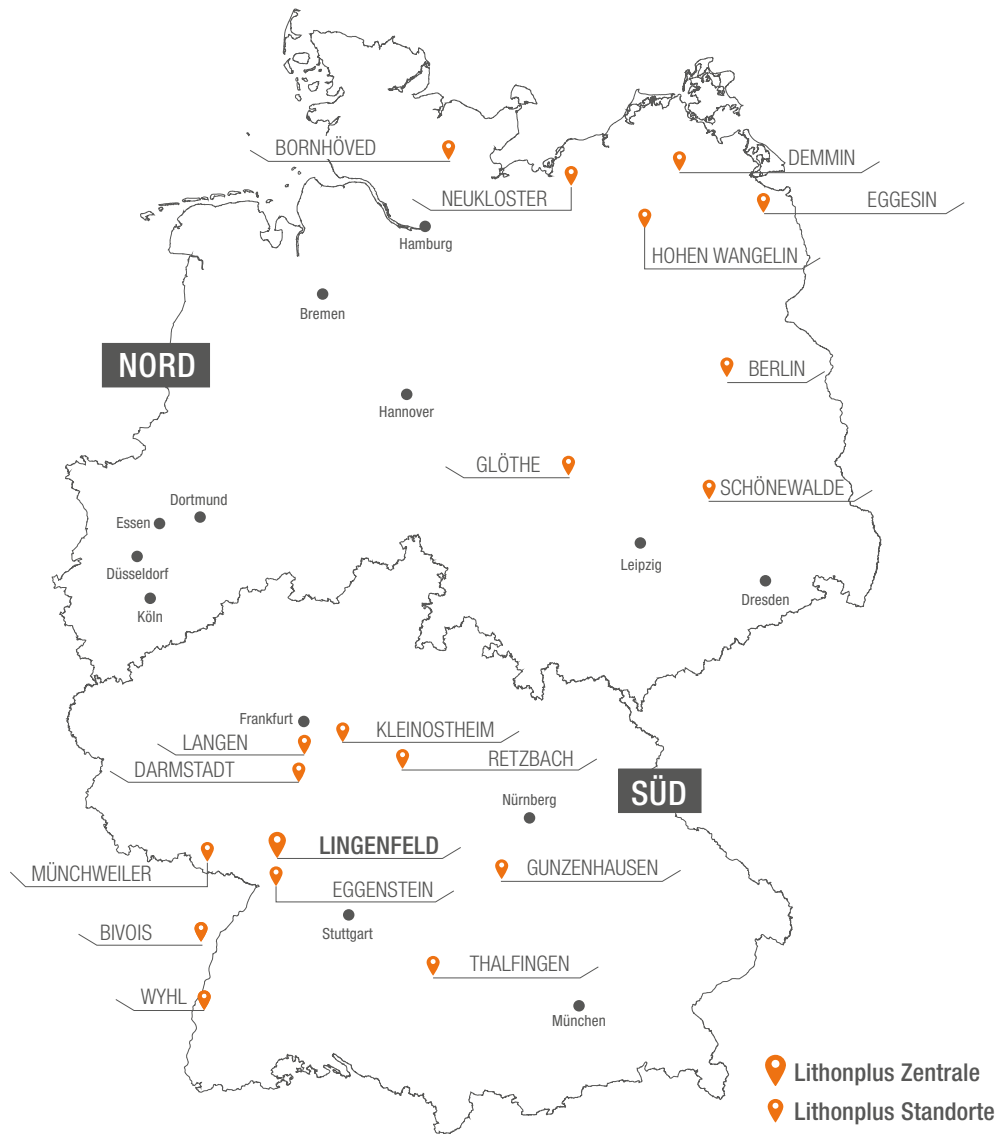 BORNHÖVED
DEMMIN
NEUKLOSTER
EGGESIN
Hamburg
HOHEN WANGELIN
Bremen
NORD
BERLIN
Hannover
GLÖTHE
SCHÖNEWALDE
Dortmund
Essen
Leipzig
Düsseldorf
Dresden
Köln
Frankfurt
KLEINOSTHEIM
LANGEN
RETZBACH
DARMSTADT
SÜD
Nürnberg
LINGENFELD
MÜNCHWEILER
GUNZENHAUSEN
EGGENSTEIN
Stuttgart
BIVOIS
THALFINGEN
WYHL
München
Lithonplus Zentrale
Lithonplus Standorte